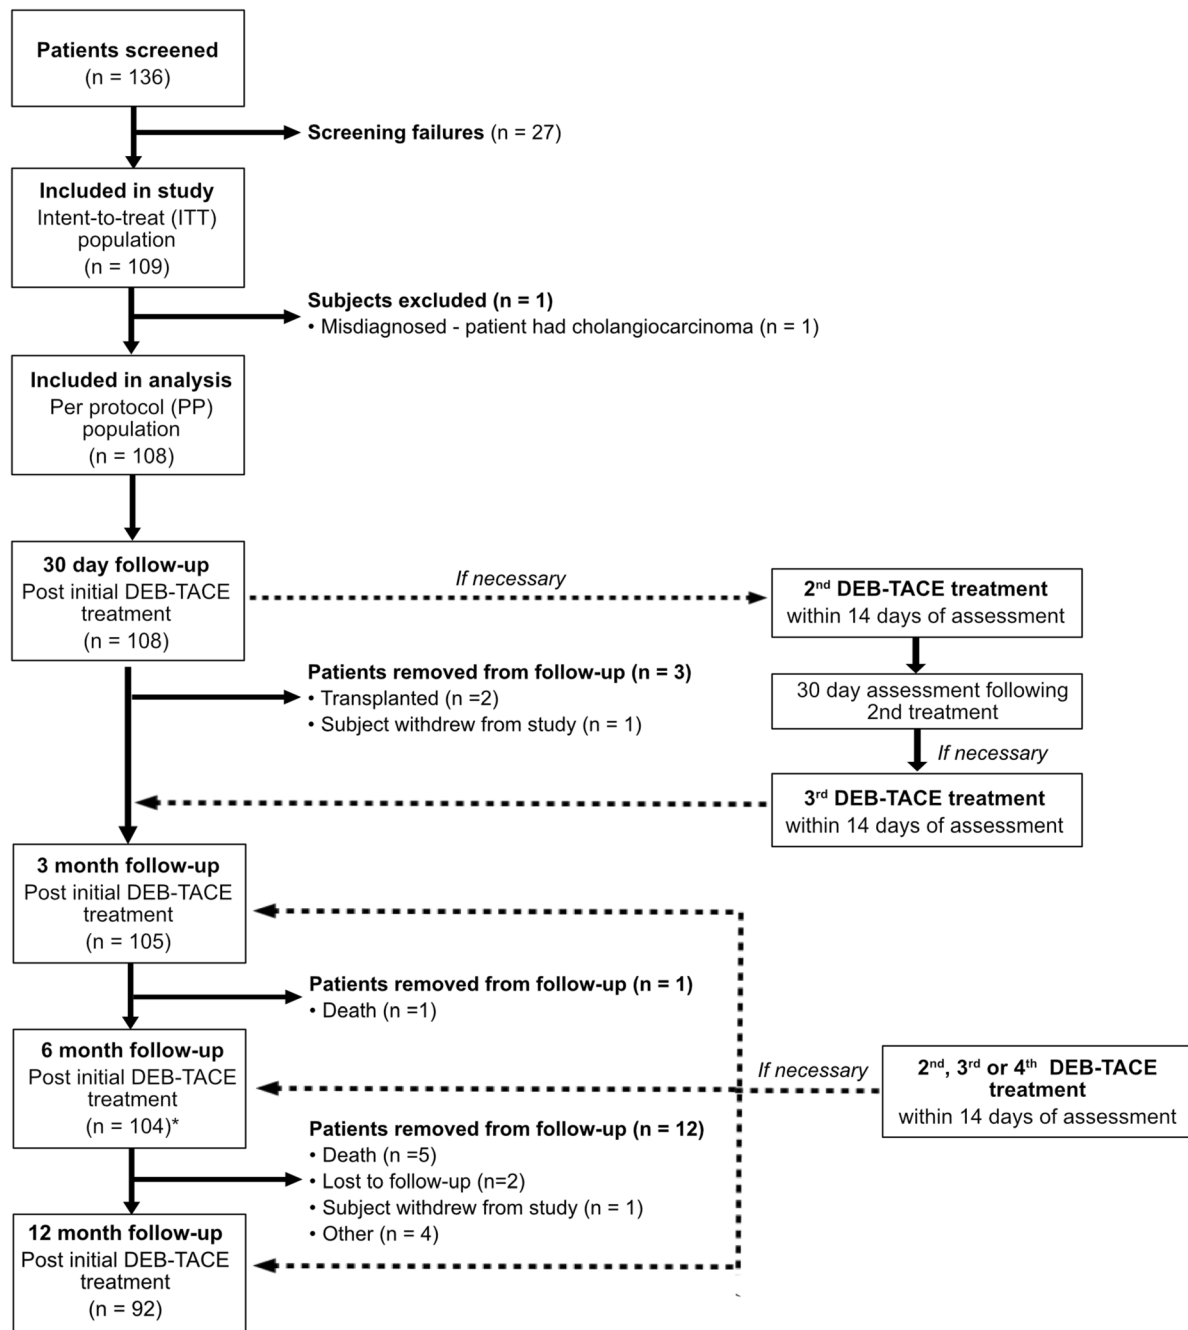 Patients screened
(n = 136)
Screening failures (n = 27)
Included in study
Intent-to-treat (ITT)
population
(n = 109)
Subjects excluded (n = 1)
• Misdiagnosed - patient had cholangiocarcinoma (n = 1)
Included in analysis
Per protocol (PP)
population
(n = 108)
30 day follow-up
Post initial DEB-TACE
treatment
(n = 108)
If necessary
2nd DEB-TACE treatment
within 14 days of assessment
Patients removed from follow-up (n = 3)
• Transplanted (n =2)
• Subject withdrew from study (n = 1)
30 day assessment following
2nd treatment
If necessary
3rd DEB-TACE treatment
within 14 days of assessment
3 month follow-up
Post initial DEB-TACE
treatment
(n = 105)
Patients removed from follow-up (n = 1)
• Death (n =1)
6 month follow-up
Post initial DEB-TACE
treatment
(n = 104)*
If necessary
2nd, 3rd or 4th DEB-TACE
treatment
within 14 days of assessment
Patients removed from follow-up (n = 12)
• Death (n =5)
• Lost to follow-up (n=2)
• Subject withdrew from study (n = 1)
• Other (n = 4)
12 month follow-up
Post initial DEB-TACE
treatment
(n = 92)